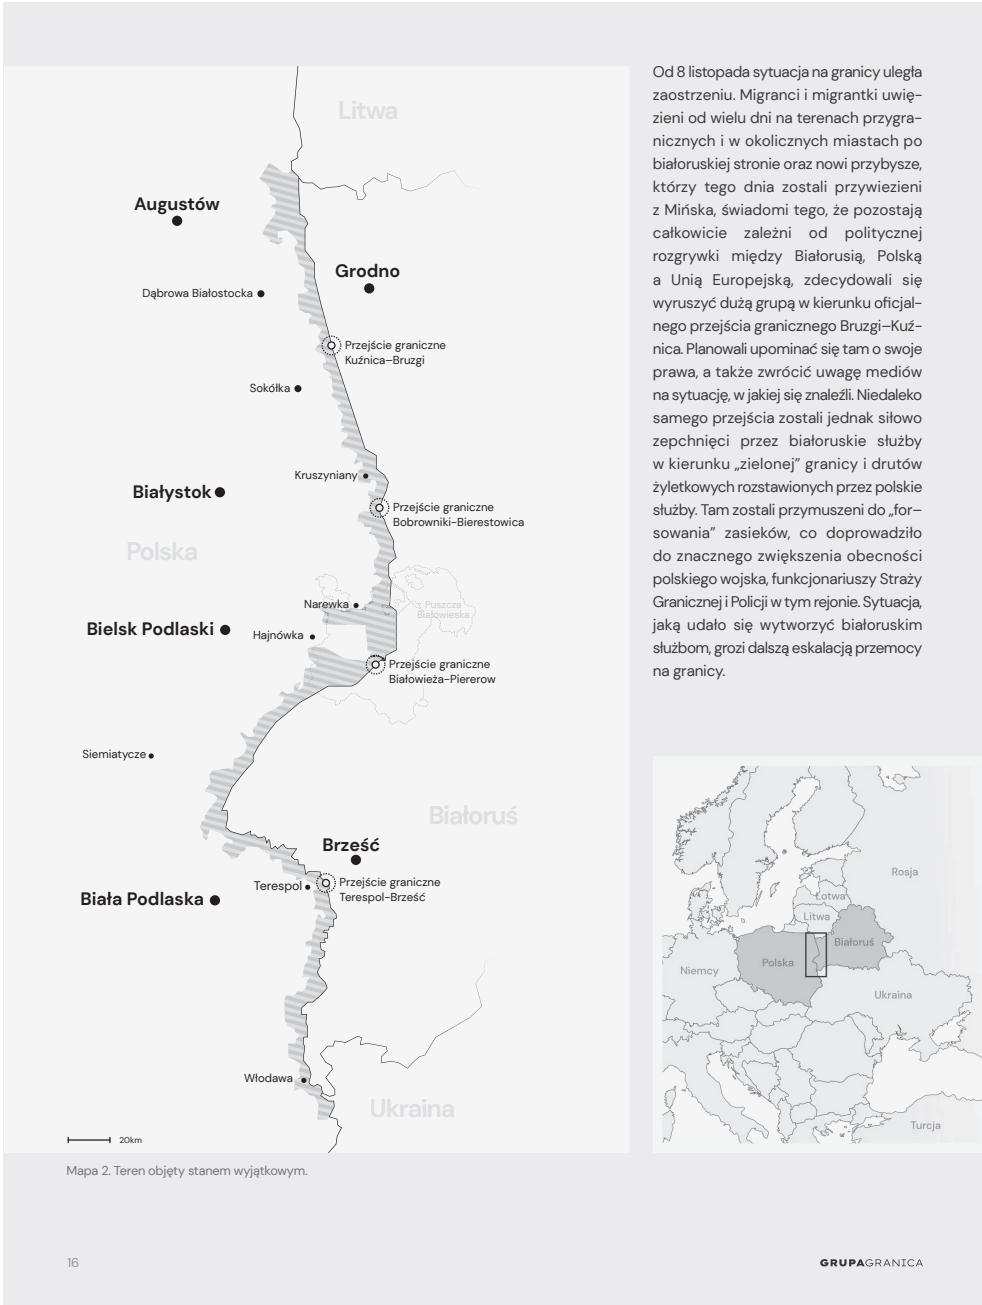 Litwa
Augustów
Grodno
Dąbrowa Białostocka
Przejście graniczne
Kuźnica–Bruzgi
Sokółka
Kruszyniany
Białystok
Przejście graniczne
Bobrowniki-Bierestowica
Polska
Narewka
Puszcza
Białowieska
Bielsk Podlaski
Hajnówka
Przejście graniczne
Białowieża-Piererow
Siemiatycze
Białoruś
Brześć
Terespol
Przejście graniczne
Terespol-Brześć
Biała Podlaska
Włodawa
Ukraina
20km
Mapa 2. Teren objęty stanem wyjątkowym.
Od 8 listopada sytuacja na granicy uległa
zaostrzeniu. Migranci i migrantki uwię-
zieni od wielu dni na terenach przygra-
nicznych i w okolicznych miastach po
białoruskiej stronie oraz nowi przybysze,
którzy tego dnia zostali przywiezieni
z Mińska, świadomi tego, że pozostają
całkowicie zależni od politycznej
rozgrywki między Białorusią, Polską
a Unią Europejską, zdecydowali się
wyruszyć dużą grupą w kierunku oficjal-
nego przejścia granicznego Bruzgi–Kuź-
nica. Planowali upominać się tam o swoje
prawa, a także zwrócić uwagę mediów
na sytuację, w jakiej się znaleźli. Niedaleko
samego przejścia zostali jednak siłowo
zepchnięci przez białoruskie służby
w kierunku „zielonej” granicy i drutów
żyletkowych rozstawionych przez polskie
służby. Tam zostali przymuszeni do „for-
sowania” zasieków, co doprowadziło
do znacznego zwiększenia obecności
polskiego wojska, funkcjonariuszy Straży
Granicznej i Policji w tym rejonie. Sytuacja,
jaką udało się wytworzyć białoruskim
służbom, grozi dalszą eskalacją przemocy
na granicy.
Rosja
Łotwa
Litwa
Białoruś
Polska
Niemcy
Ukraina
Turcja
16
GRUPAGRANICA